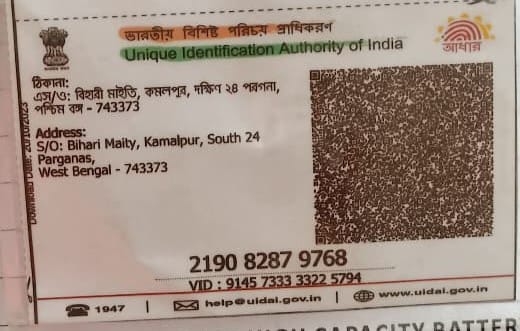 ভারতীয় বিশিষ্ট পরিচয় প্রাধিকরণ
Unique Identification Authority of India
আধার
ঠিকানা:
এস/ও: বিহারী মাইতি, কমলপুর, দক্ষিণ ২৪ পরগনা,
পশ্চিম বঙ্গ - 743373
Address:
S/O: Bihari Maity, Kamalpur, South 24
Parganas,
West Bengal - 743373
2190 8287 9768
VID : 9145 7333 3322 5794
1947 | help@uidai.gov.in | www.uidai.gov.in
CAPACITY BATTER